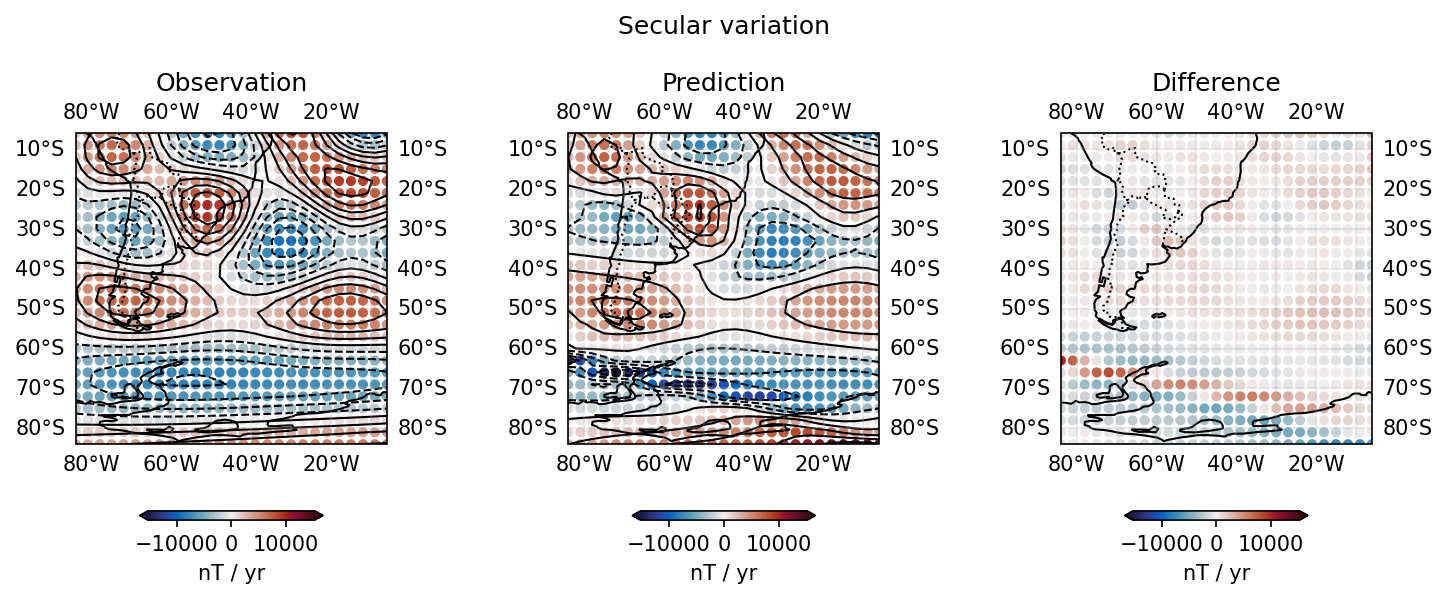 Secular variation
Observation Prediction Difference
80°W 60°W 40°W 20°W 80°W 60°W 40°W 20°W 80°W 60°W 40°W 20°W
10°S 10°S 10°S 10°S 10°S 10°S
20°S 20°S 20°S 20°S 20°S 20°S
30°S 30°S 30°S 30°S 30°S 30°S
40°S 40°S 40°S 40°S 40°S 40°S
50°S 50°S 50°S 50°S 50°S 50°S
60°S 60°S 60°S 60°S 60°S 60°S
70°S 70°S 70°S 70°S 70°S 70°S
80°S 80°S 80°S 80°S 80°S 80°S
80°W 60°W 40°W 20°W 80°W 60°W 40°W 20°W 80°W 60°W 40°W 20°W
−10000 0 10000 −10000 0 10000 −10000 0 10000
nT / yr nT / yr nT / yr